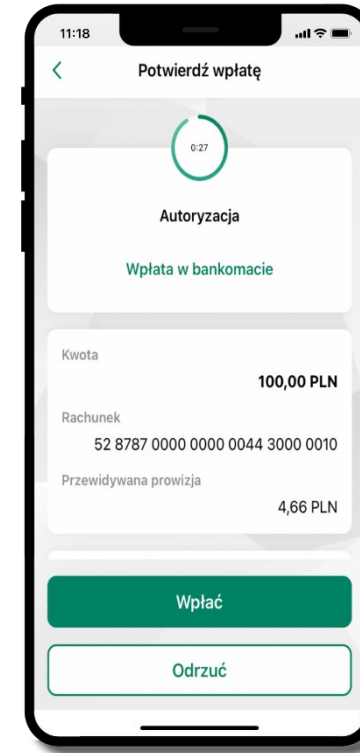 11:18
Potwierdź wpłatę
0:27
Autoryzacja
Wpłata w bankomacie
Kwota
100,00 PLN
Rachunek
52 8787 0000 0000 0044 3000 0010
Przewidywana prowizja
4,66 PLN
Wpłać
Odrzuć